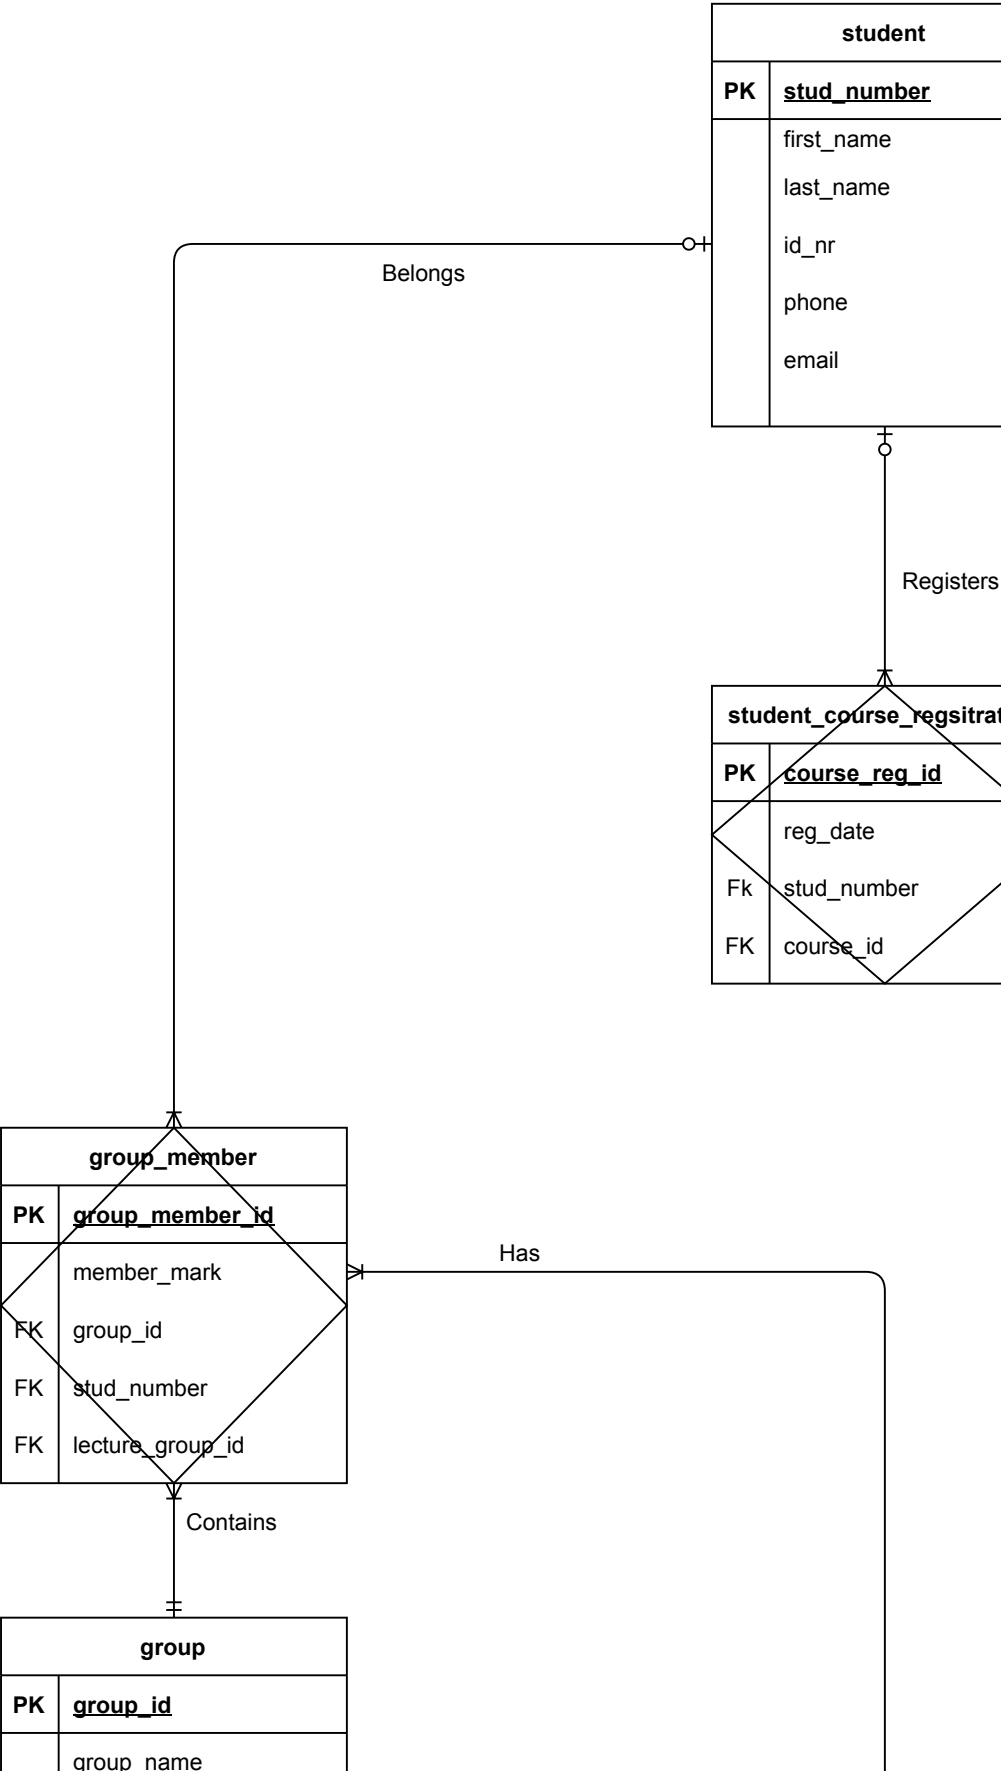 student
PK stud_number
first_name
last_name
id_nr
phone
email
Belongs
Registers
student_course_regsitrat
PK course_reg_id
reg_date
Fk stud_number
FK course_id
group_member
PK group_member_id
member_mark
FK group_id
FK stud_number
FK lecture_group_id
Has
Contains
group
PK group_id
group_name